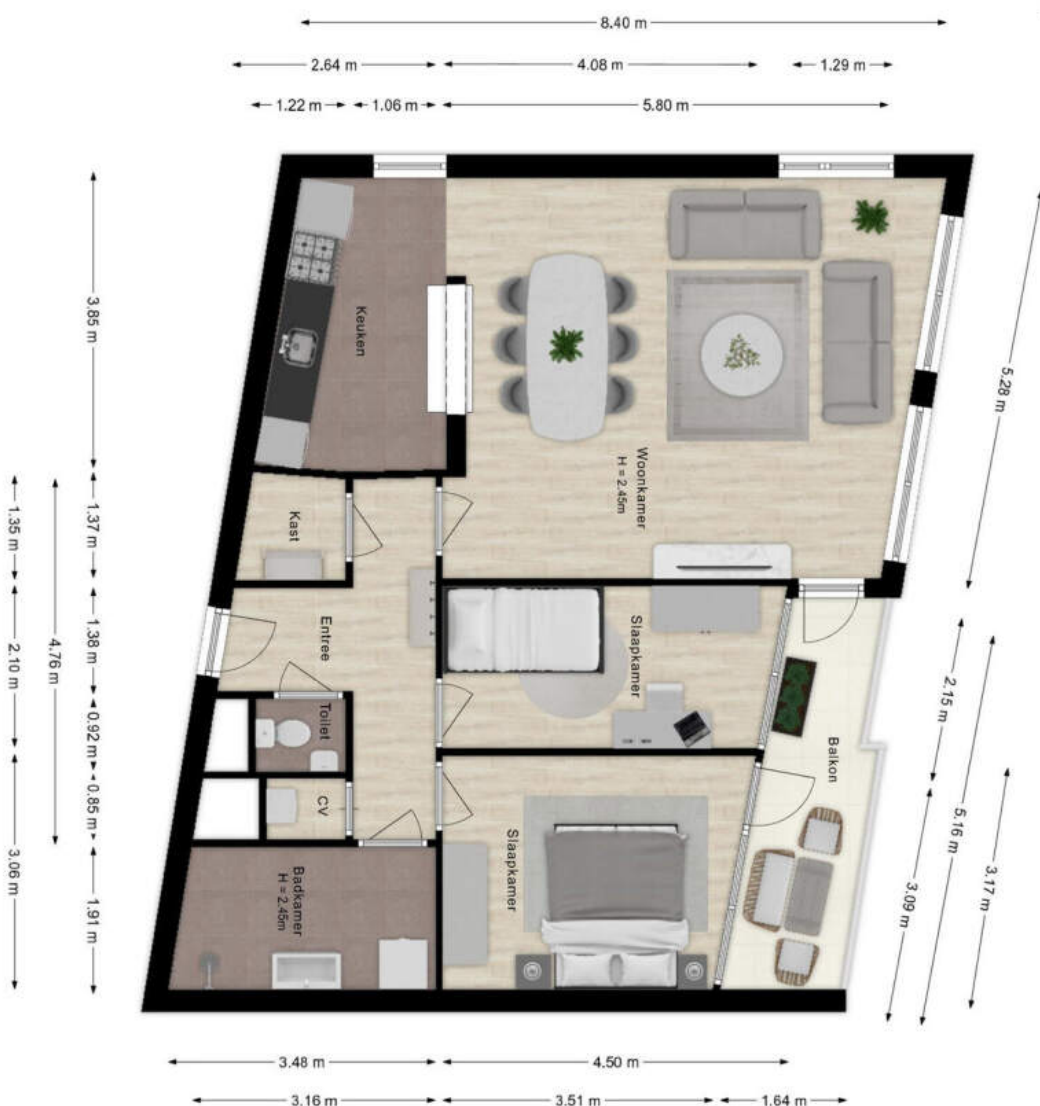 8.40 m
2.64 m
4.08 m
1.29 m
1.22 m
1.06 m
5.80 m
3.85 m
5.28 m
Keuken
Woonkamer
H = 2.45m
1.35 m
1.37 m
Kast
2.10 m
4.76 m
1.38 m
Entree
Slaapkamer
2.15 m
0.92 m
Toilet
Balkon
0.85 m
CV
5.16 m
3.17 m
3.06 m
1.91 m
Badkamer
H = 2.45m
Slaapkamer
3.09 m
3.48 m
4.50 m
3.16 m
3.51 m
1.64 m